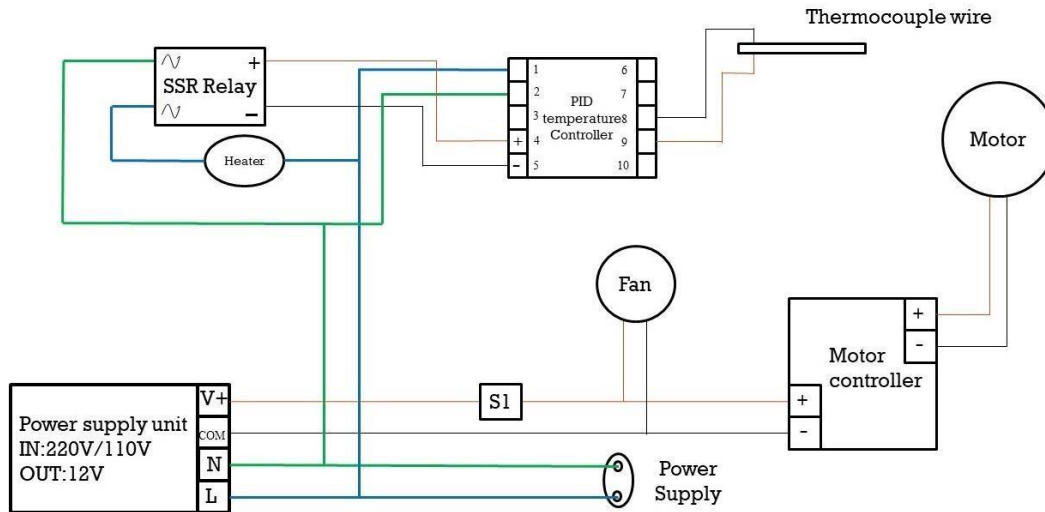 Thermocouple wire
SSR Relay
+
−
Heater
1
2
3
+ 4
− 5
PID
temperature
Controller
6
7
8
9
10
Motor
Fan
+
-
Motor
controller
+
-
S1
Power supply unit
IN:220V/110V
OUT:12V
V+
COM
N
L
Power
Supply